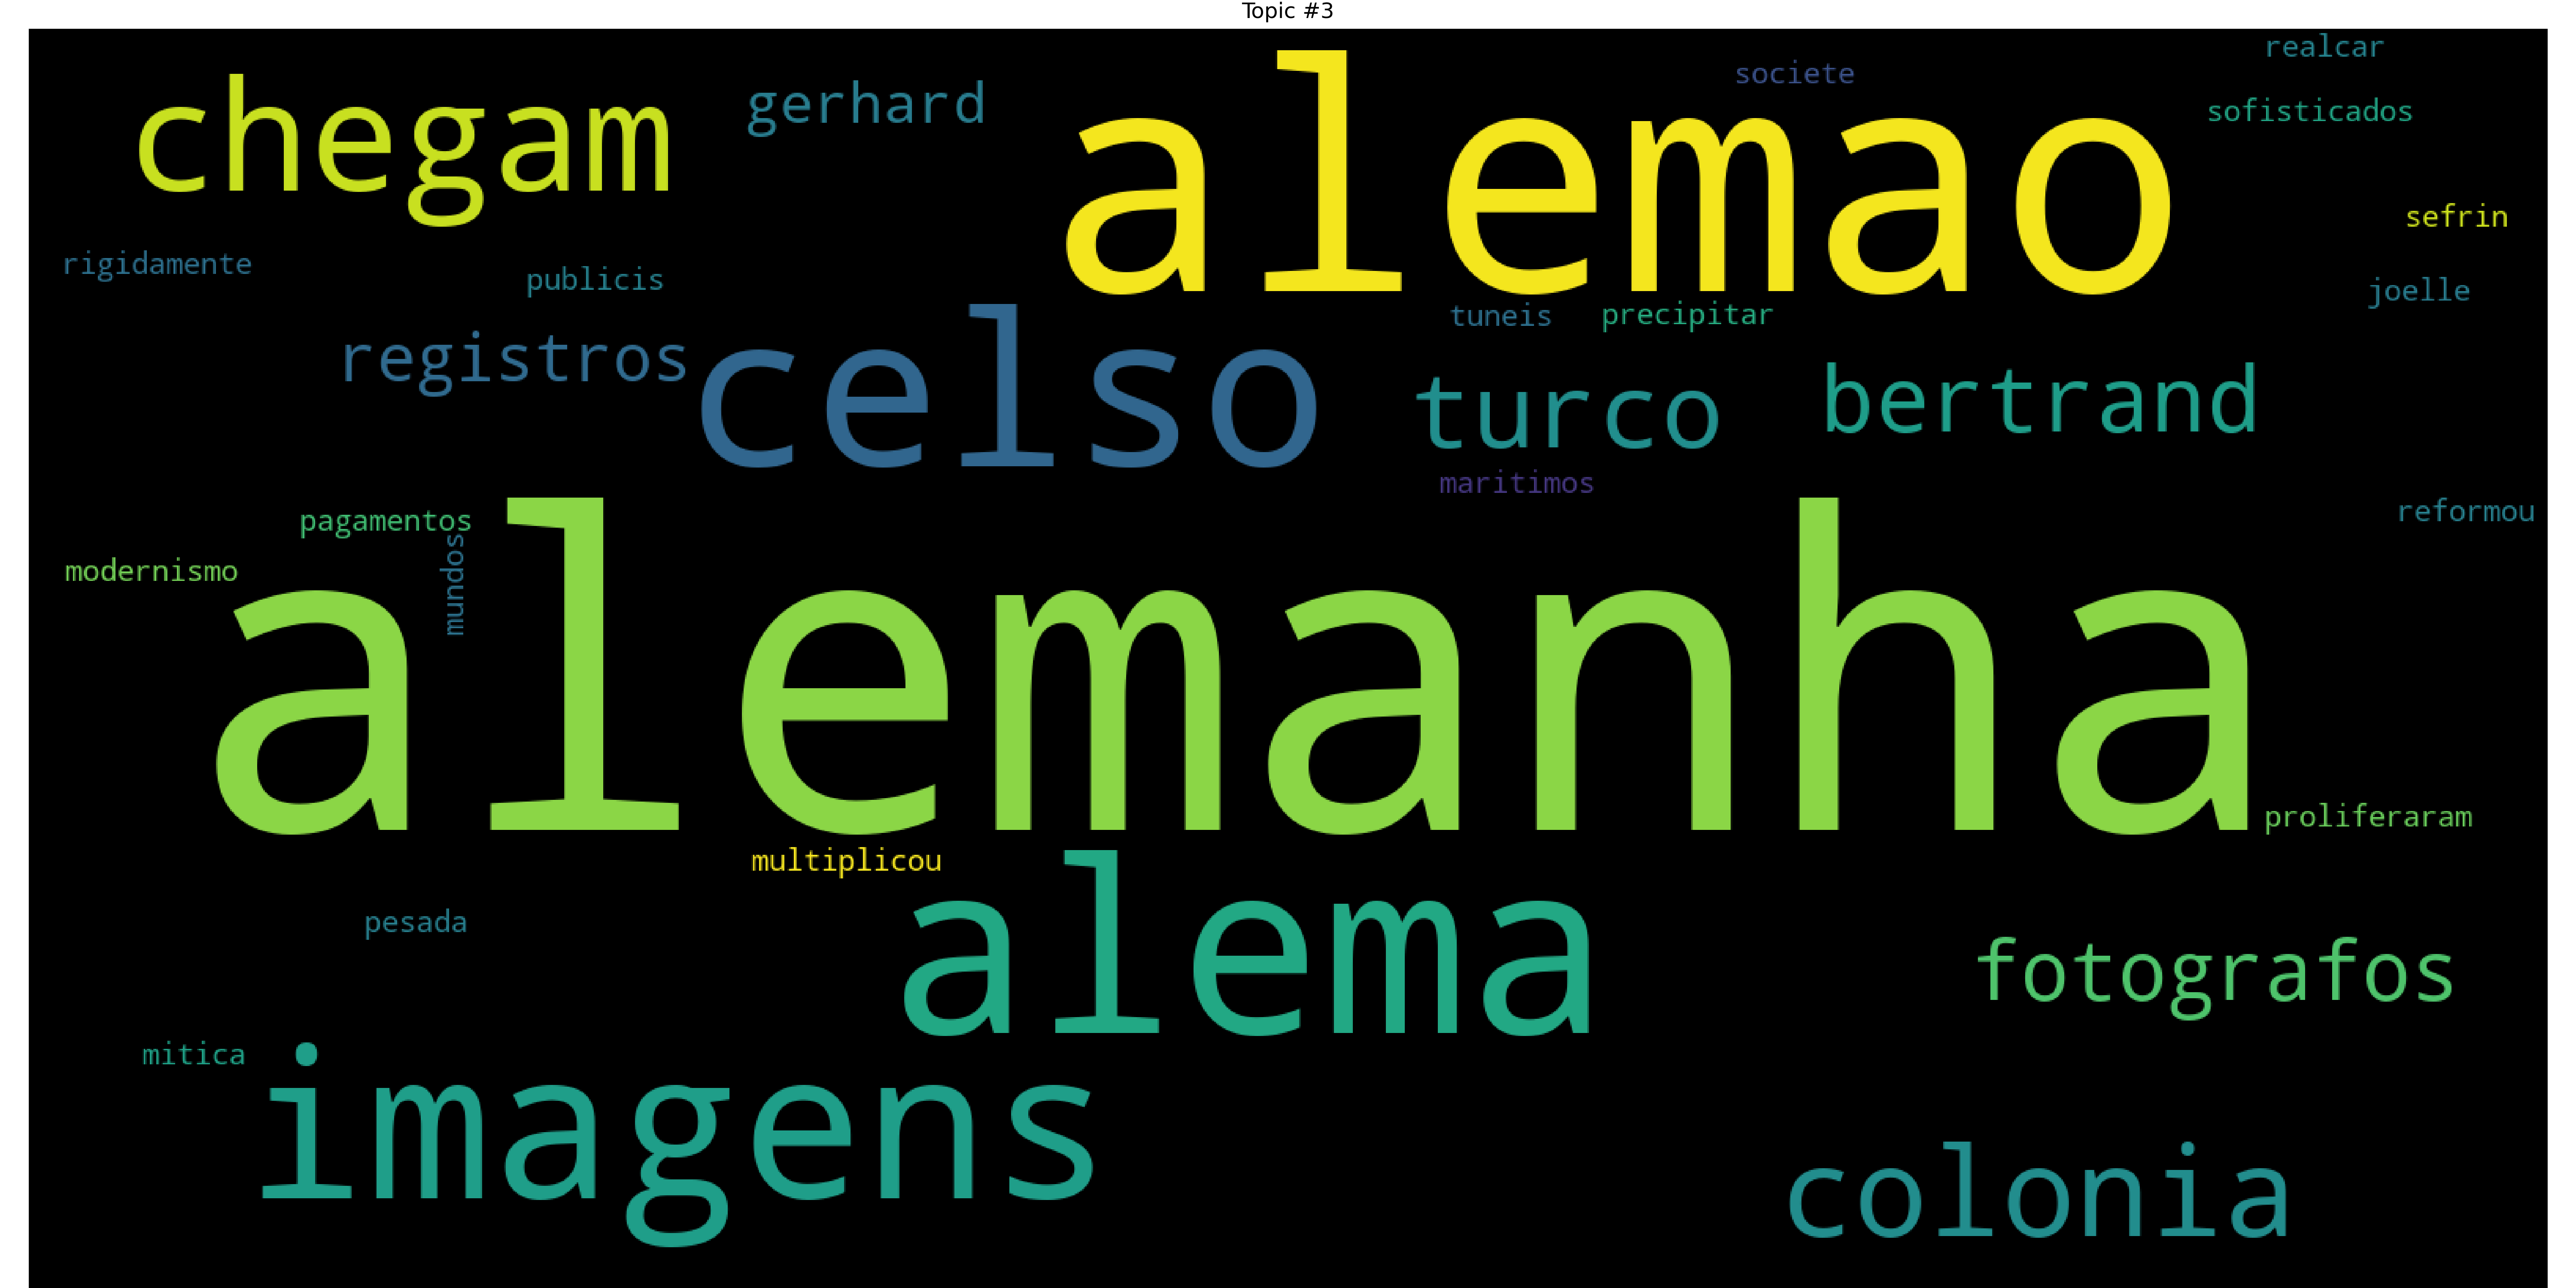 Topic #3
realcar
societe
chegam
gerhard
alemao
sofisticados
sefrin
rigidamente
publicis
joelle
tuneis
precipitar
registros
celso
turco
bertrand
maritimos
pagamentos
reformou
modernismo
mundos
alemanha
proliferaram
multiplicou
pesada
alema
fotografos
mitica
imagens
colonia